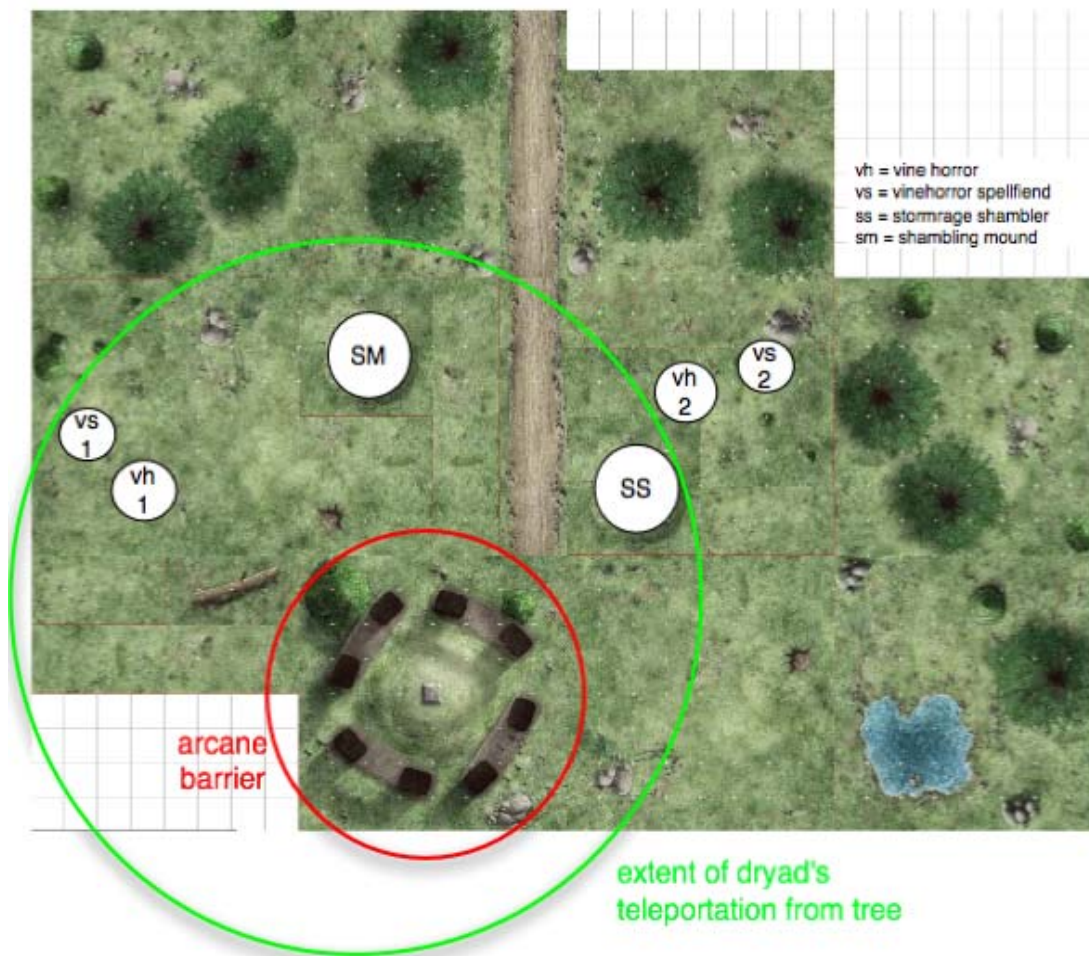 vh = vine horror
vs = vinehorror spellfiend
ss = stormrage shambler
sm = shambling mound
SM
vs
2
vh
2
vs
1
vh
1
SS
arcane
barrier
extent of dryad's
teleportation from tree